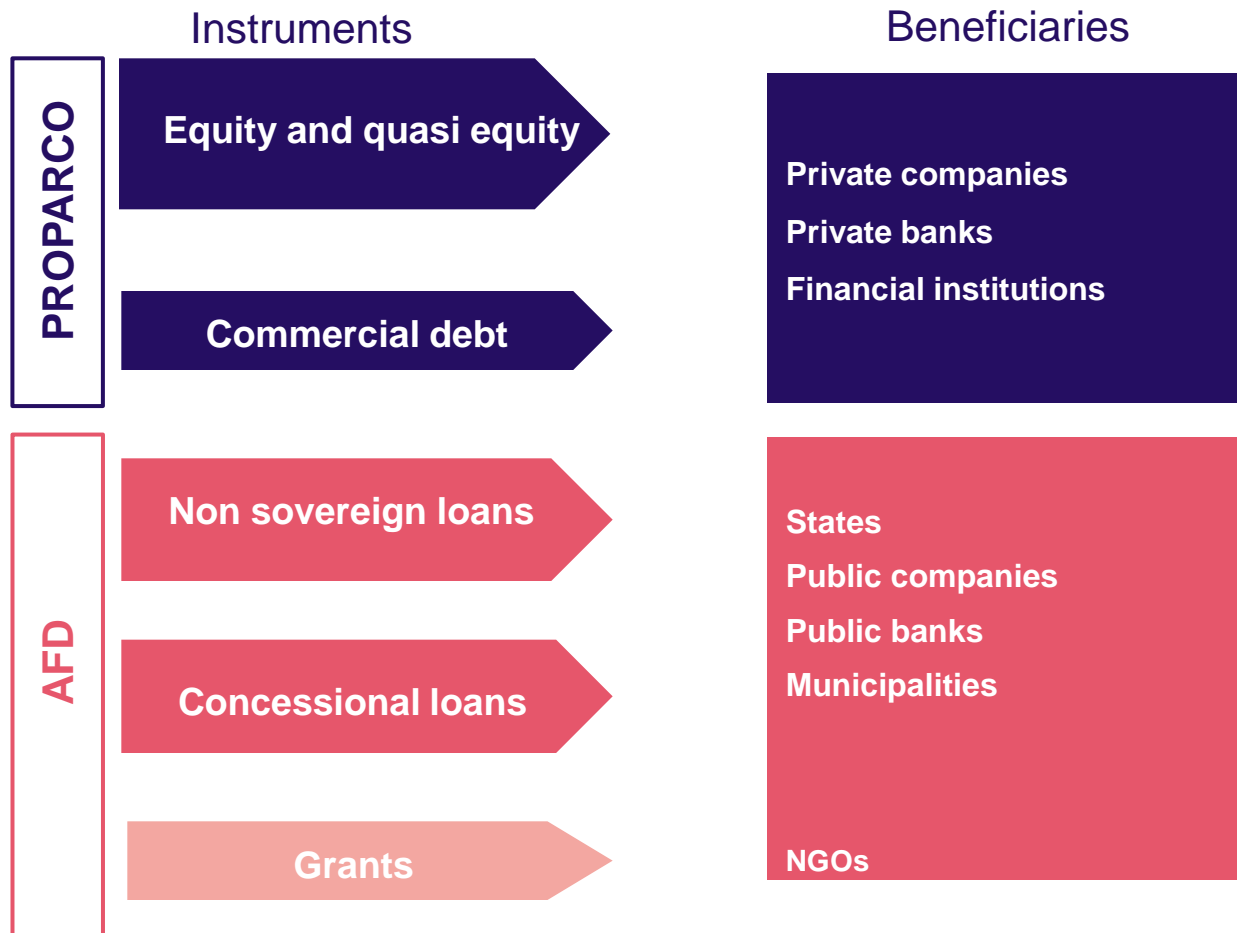 Instruments
Beneficiaries
PROPARCO
Equity and quasi equity
Commercial debt
Private companies
Private banks
Financial institutions
AFD
Non sovereign loans
Concessional loans
Grants
States
Public companies
Public banks
Municipalities
NGOs